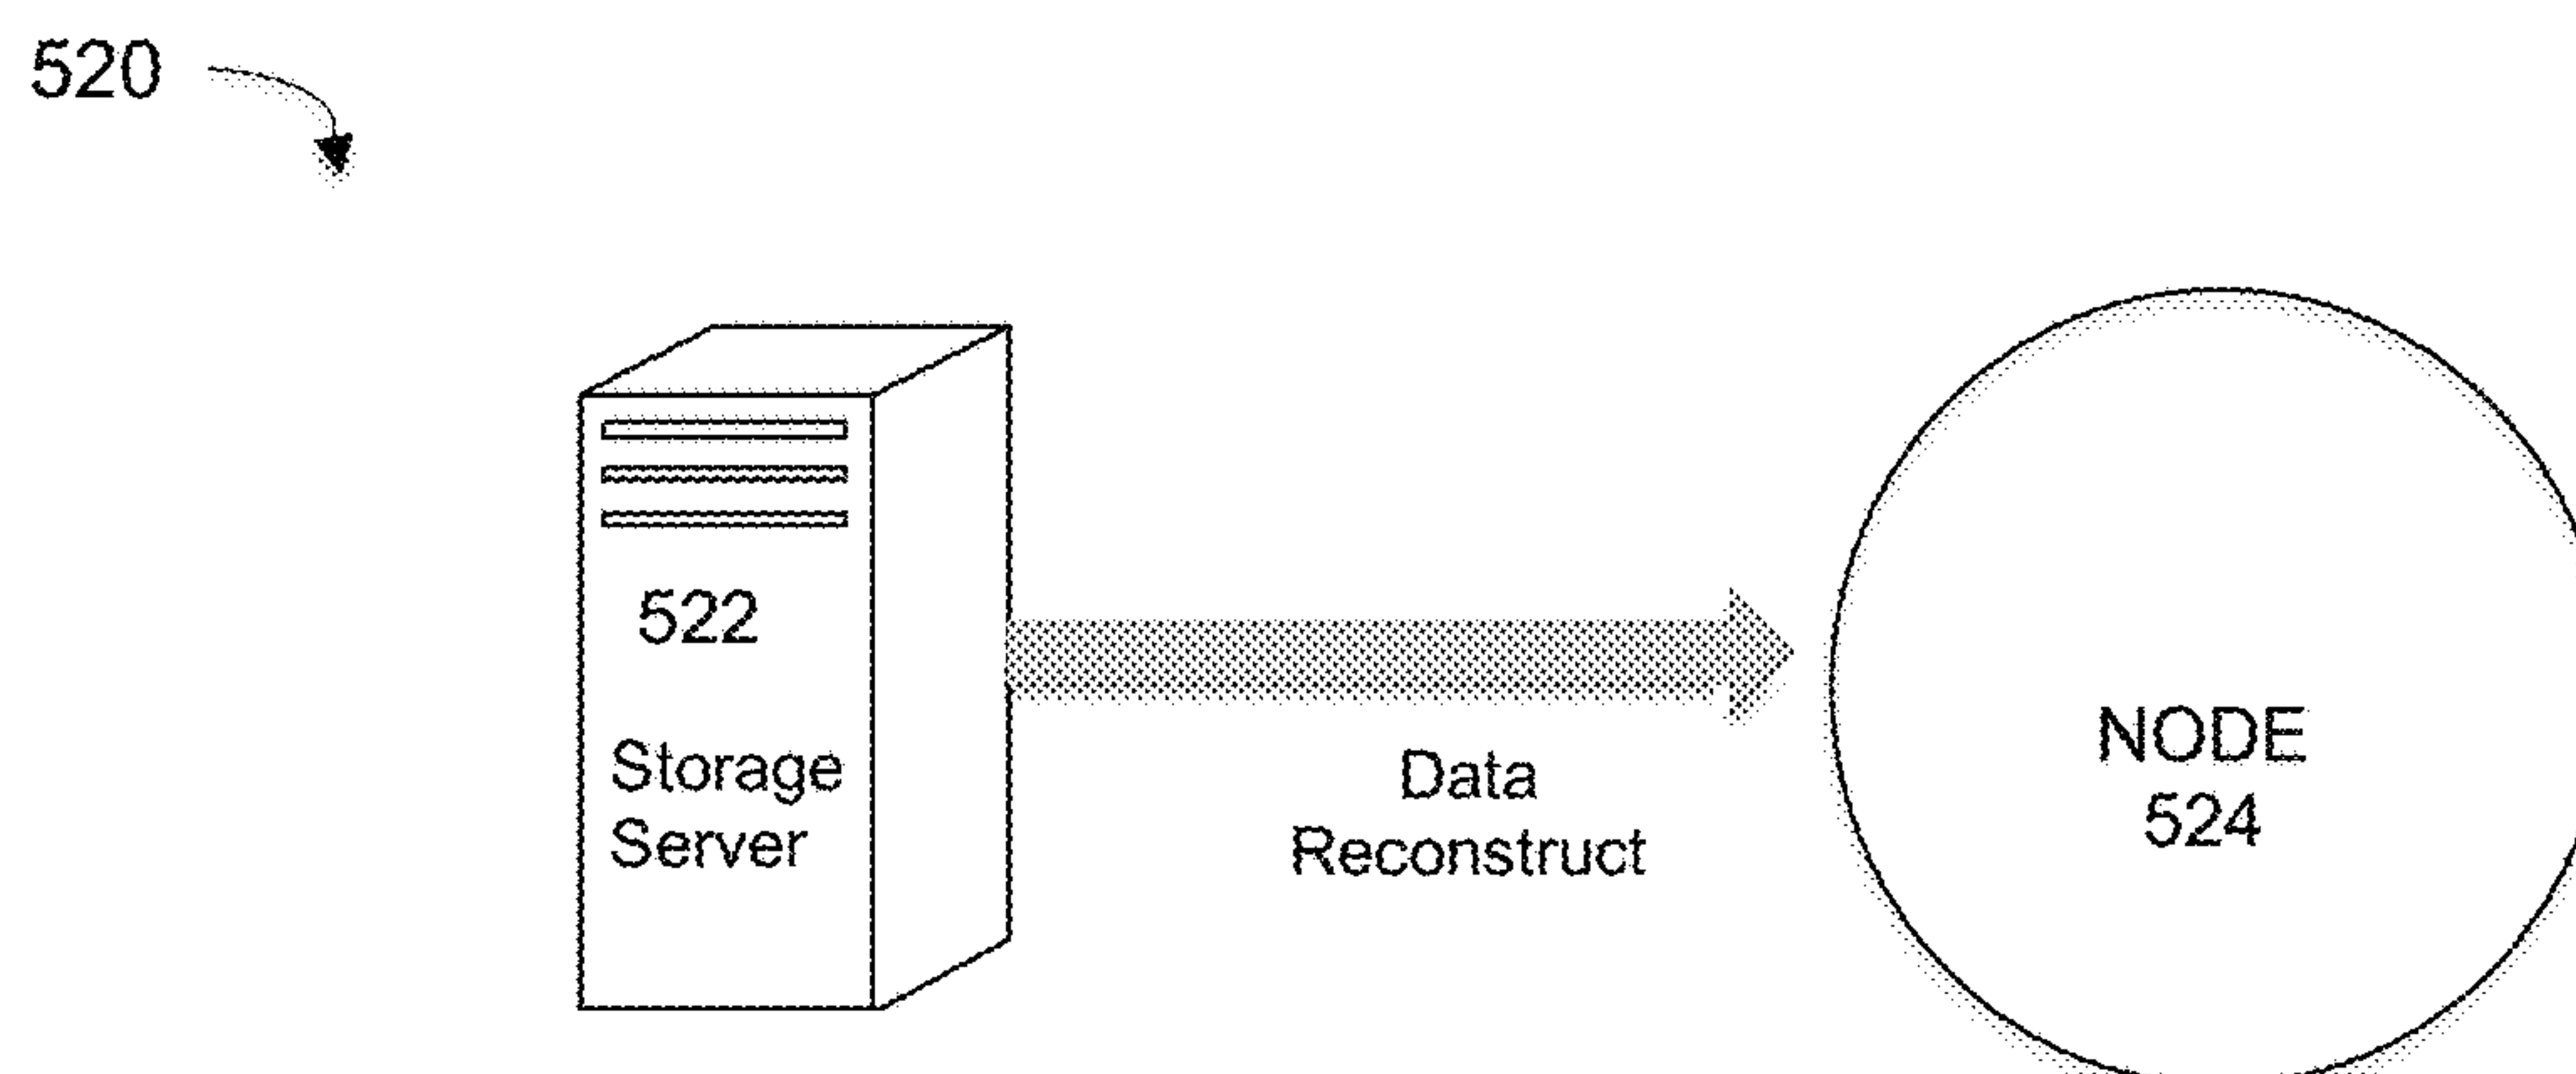 520
522
Storage
Server
Data
Reconstruct
NODE
524